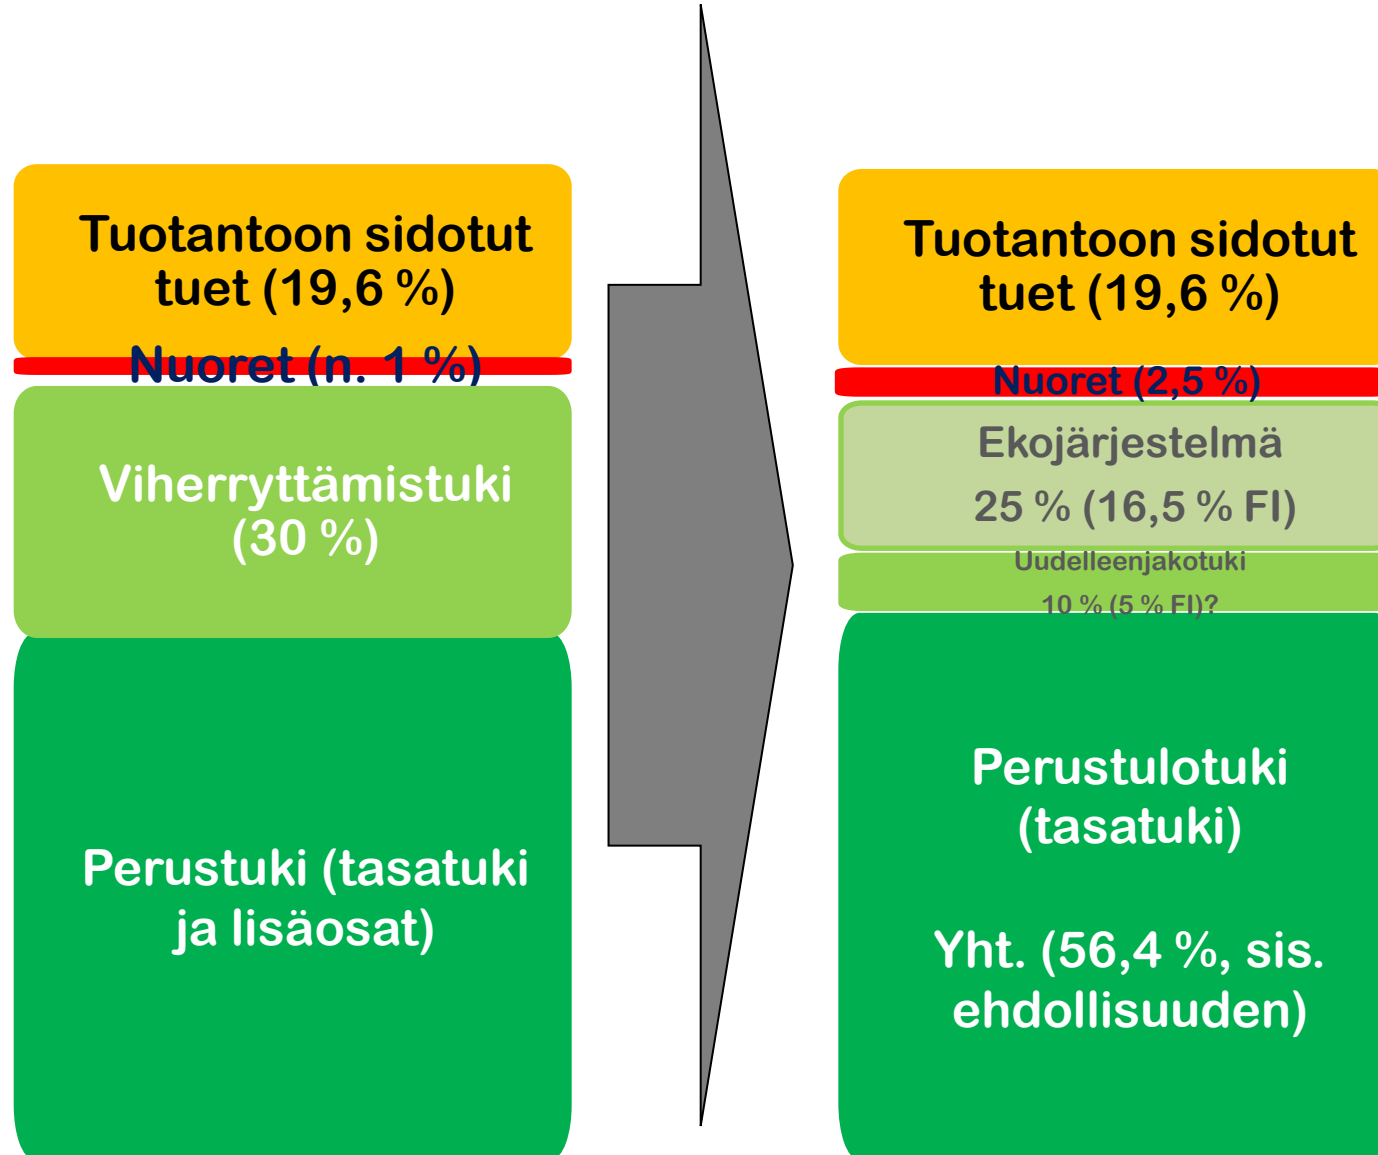 Tuotantoon sidotut
tuet (19,6 %)
Nuoret (n. 1 %)
Viherryttämistuki
(30 %)
Perustuki (tasatuki
ja lisäosat)
Tuotantoon sidotut
tuet (19,6 %)
Nuoret (2,5 %)
Ekojärjestelmä
25 % (16,5 % FI)
Uudelleenjakotuki
10 % (5 % FI)?
Perustulotuki
(tasatuki)
Yht. (56,4 %, sis.
ehdollisuuden)